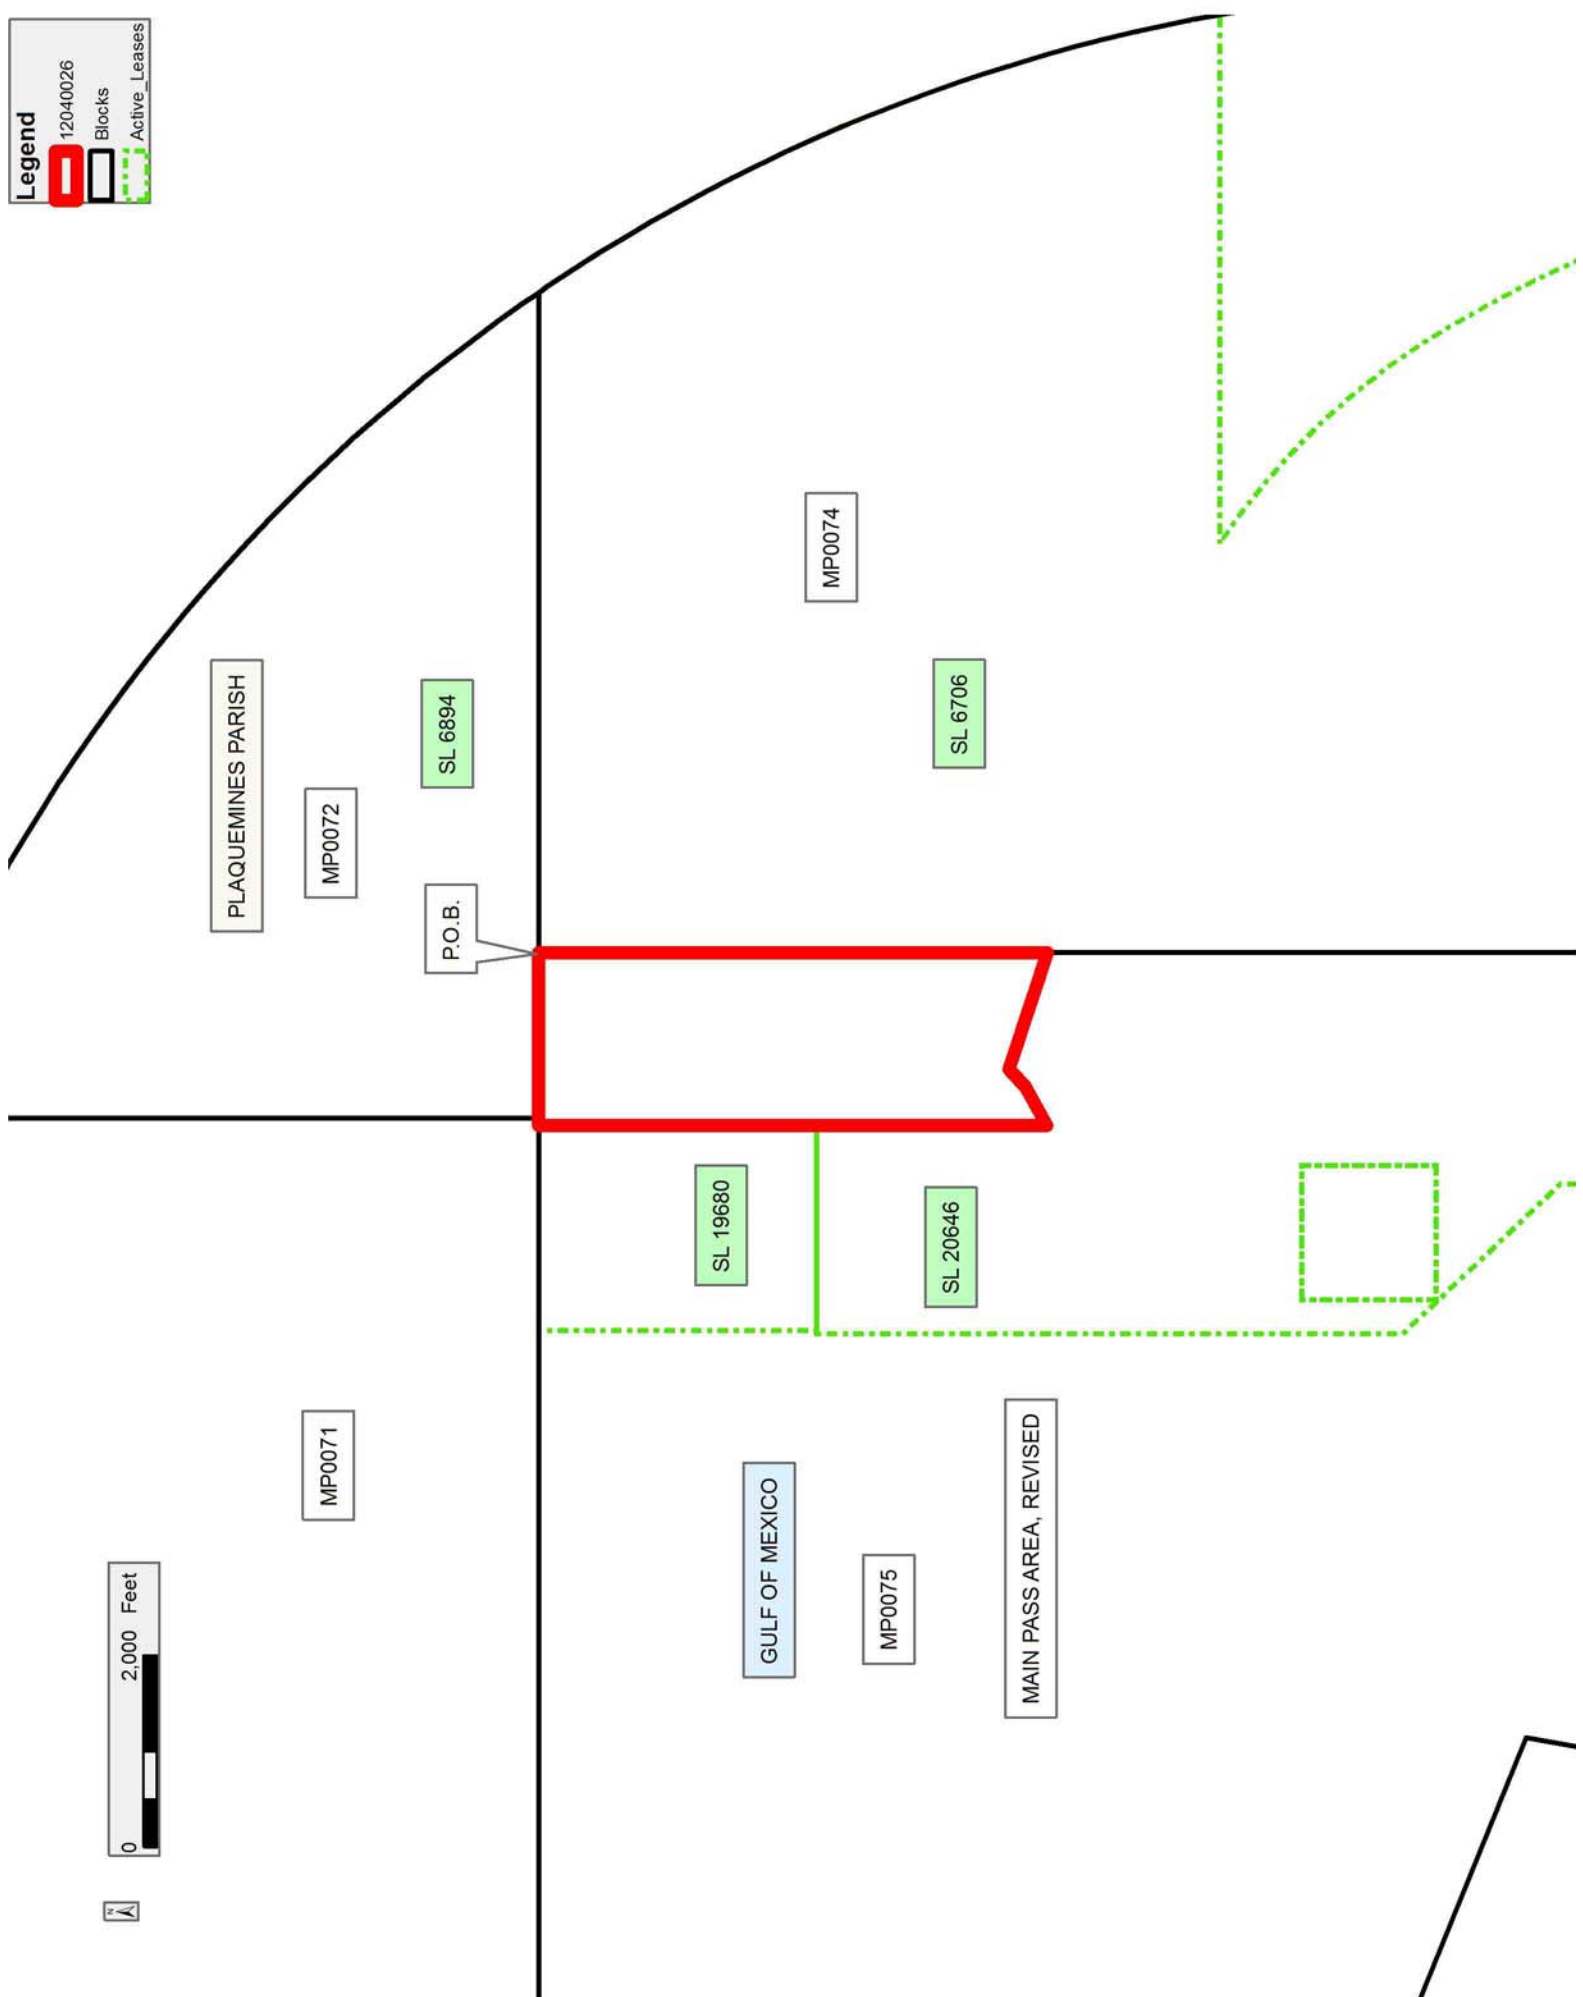 Legend
12040026
Blocks
Active_Leases
PLAQUEMINES PARISH
MP0072
SL 6894
P.O.B.
MP0074
SL 6706
MP0071
SL 19680
SL 20646
GULF OF MEXICO
MP0075
MAIN PASS AREA, REVISED
0 2,000 Feet
N